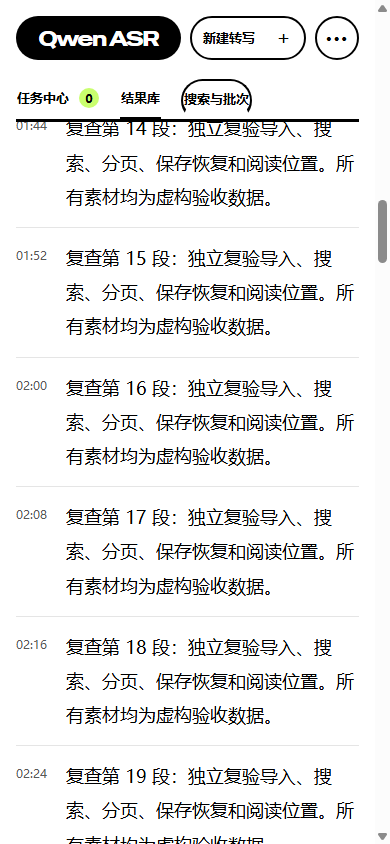 Qwen ASR
新建转写 +
任务中心 0 结果库 搜索与批次
01:44 复查第 14 段：独立复验导入、搜
索、分页、保存恢复和阅读位置。所
有素材均为虚构验收数据。
01:52 复查第 15 段：独立复验导入、搜
索、分页、保存恢复和阅读位置。所
有素材均为虚构验收数据。
02:00 复查第 16 段：独立复验导入、搜
索、分页、保存恢复和阅读位置。所
有素材均为虚构验收数据。
02:08 复查第 17 段：独立复验导入、搜
索、分页、保存恢复和阅读位置。所
有素材均为虚构验收数据。
02:16 复查第 18 段：独立复验导入、搜
索、分页、保存恢复和阅读位置。所
有素材均为虚构验收数据。
02:24 复查第 19 段：独立复验导入、搜
索、分页、保存恢复和阅读位置。所
有素材均为虚构验收数据。